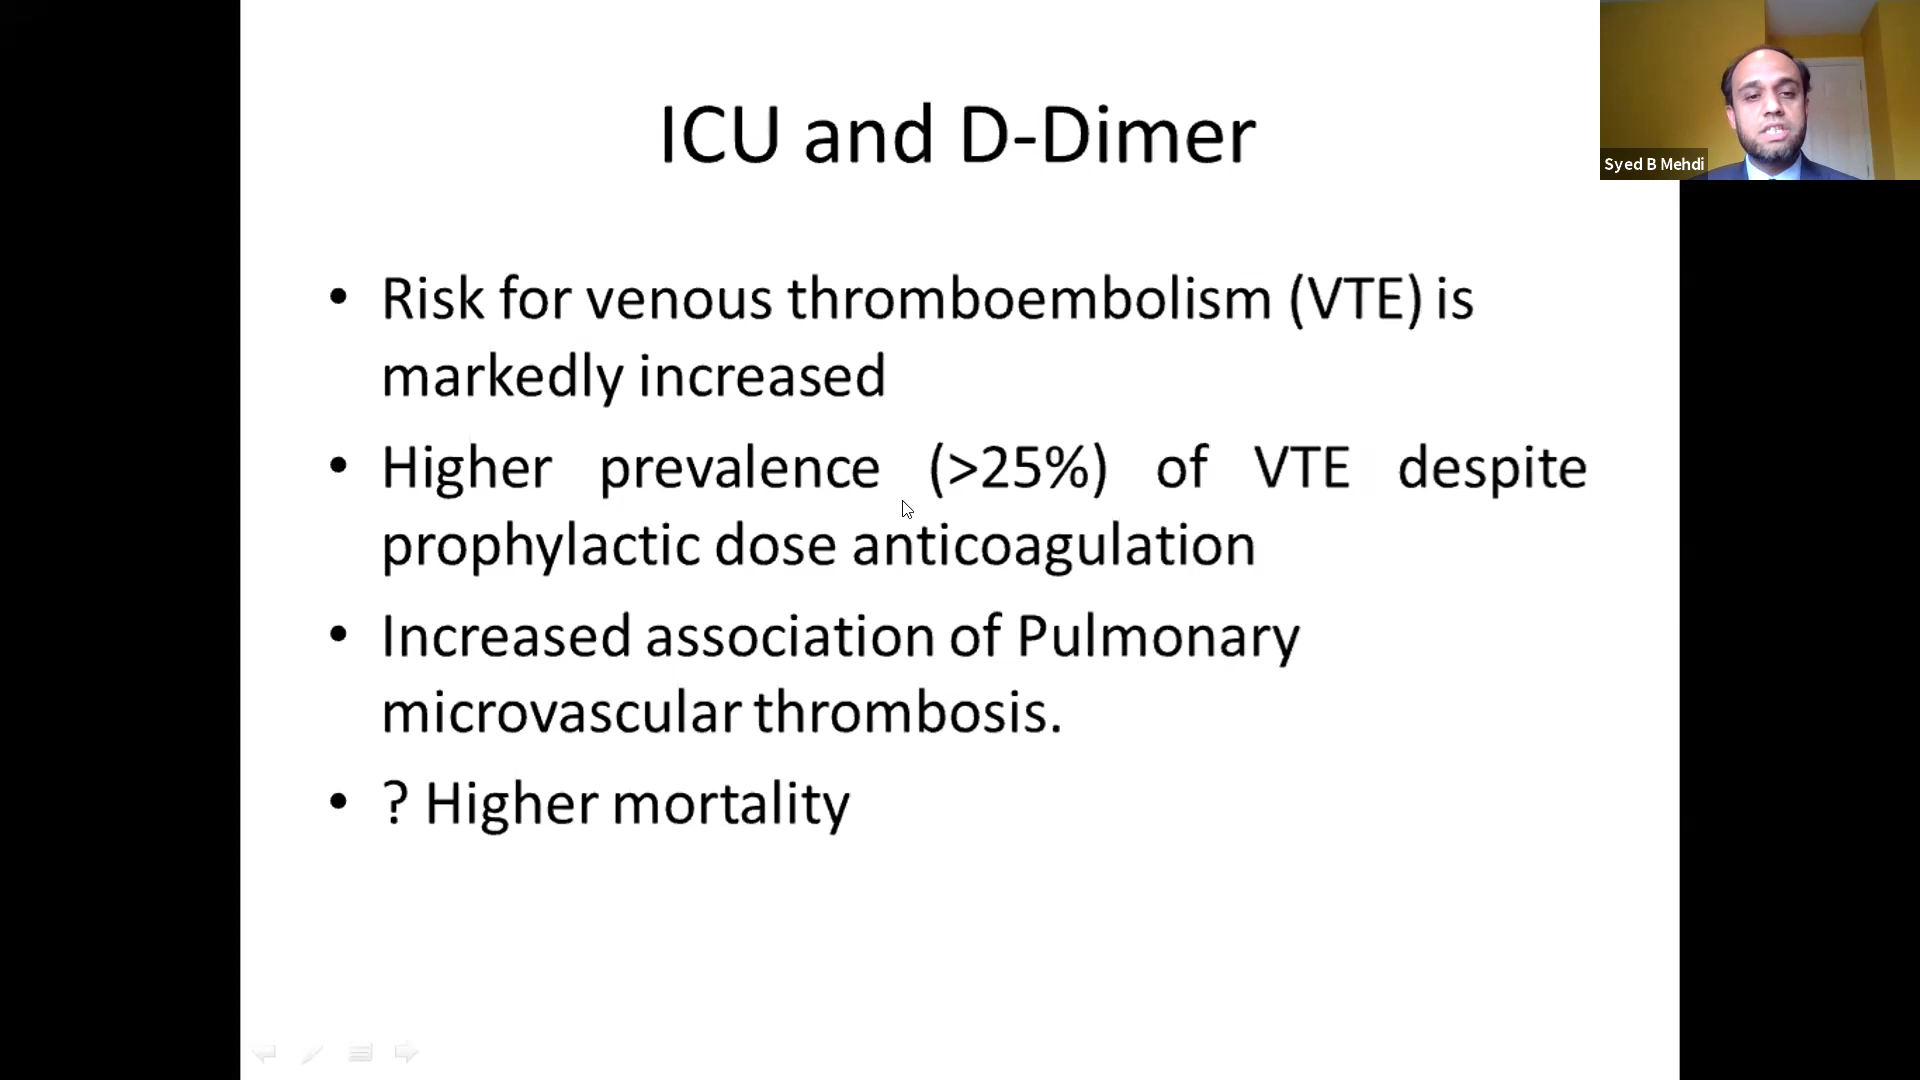 ICU and D-Dimer
Syed B Mehdi
• Risk for venous thromboembolism (VTE) is
markedly increased
• Higher prevalence (>25%) of VTE despite
prophylactic dose anticoagulation
• Increased association of Pulmonary
microvascular thrombosis.
• ? Higher mortality